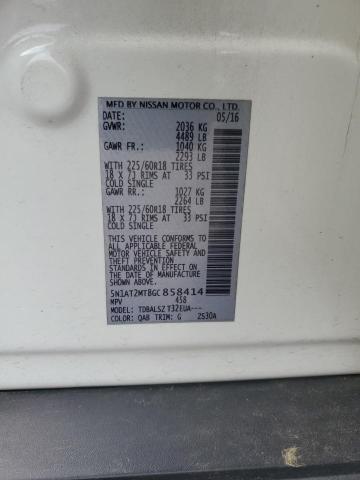 MFD BY NISSAN MOTOR CO., LTD.
DATE: 05/16
GVWR: 2036 KG
4489 LB
GAWR FR.: 1040 KG
2293 LB
WITH 225/60R18 TIRES
18 X 7J RIMS AT 33 PSI
COLD SINGLE
GAWR RR.: 1027 KG
2264 LB
WITH 225/60R18 TIRES
18 X 7J RIMS AT 33 PSI
COLD SINGLE
THIS VEHICLE CONFORMS TO
ALL APPLICABLE FEDERAL
MOTOR VEHICLE SAFETY
STANDARDS IN EFFECT ON THE
DATE OF MANUFACTURE
SHOWN ABOVE.
5N1AT2MT8GC858414
MPV 458
MODEL: TDBALSZ T32EUA---
COLOR: QAB TRIM: G 2S30A